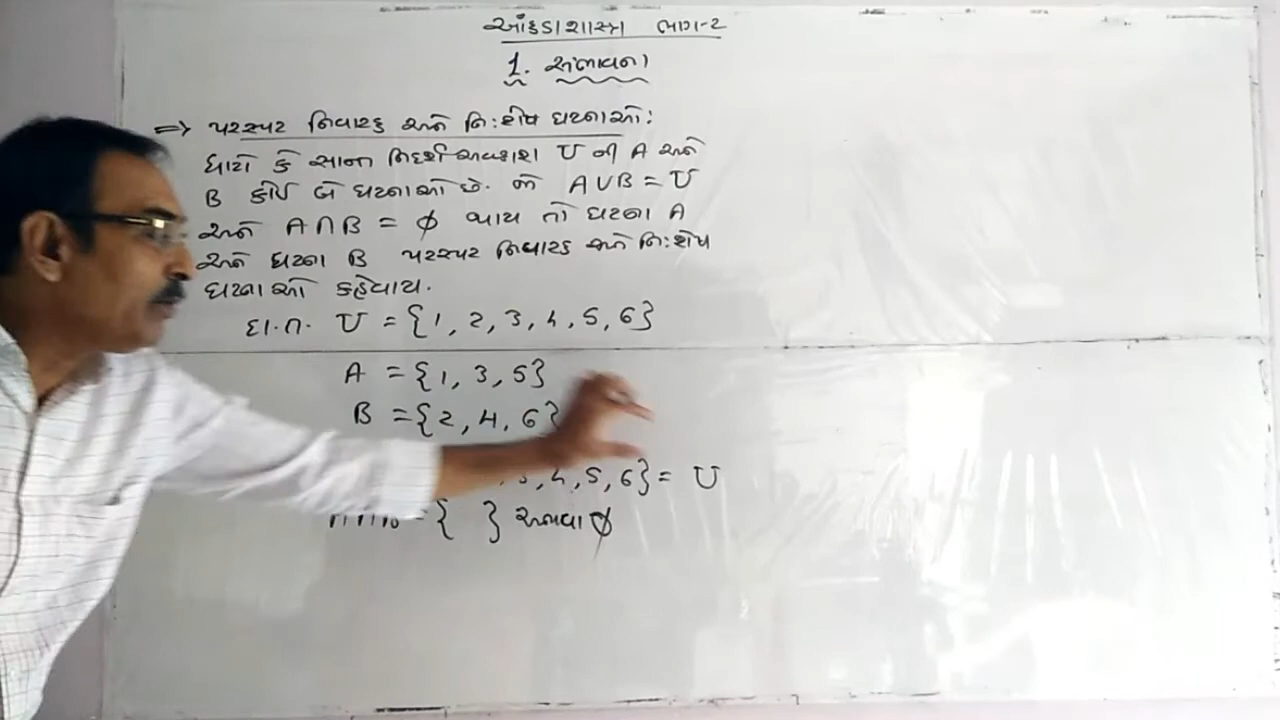 આંકડાશાસ્ત્ર ભાગ-2
1. સંભાવના
⇒ પરસ્પર નિવારક અને નિ:શેષ ઘટનાઓ:
ધારો કે સાન્ત નિદર્શઅવકાશ U ની A અને
B કોઈ બે ઘટનાઓ છે. જો A∪B = U
અને A∩B = ϕ થાય તો ઘટના A
અને ઘટના B પરસ્પર નિવારક અને નિ:શેષ
ઘટનાઓ કહેવાય.
દા.ત. U = {1, 2, 3, 4, 5, 6}
A = {1, 3, 5}
B = {2, 4, 6}
, 3, 4, 5, 6} = U
= { } અથવા ϕ